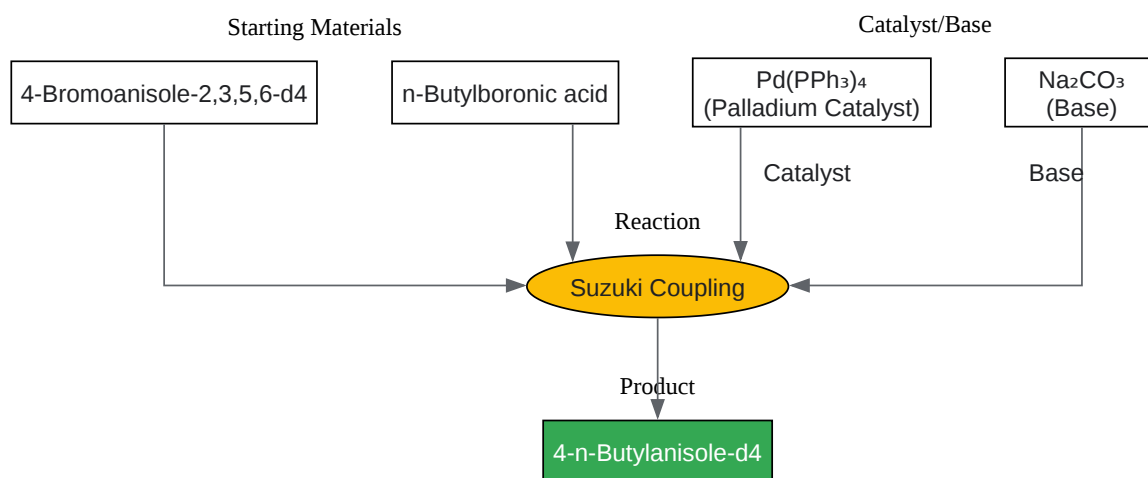 Starting Materials
Catalyst/Base
4-Bromoanisole-2,3,5,6-d4
n-Butylboronic acid
Pd(PPh₃)₄
(Palladium Catalyst)
Na₂CO₃
(Base)
Catalyst
Base
Reaction
Suzuki Coupling
Product
4-n-Butylanisole-d4